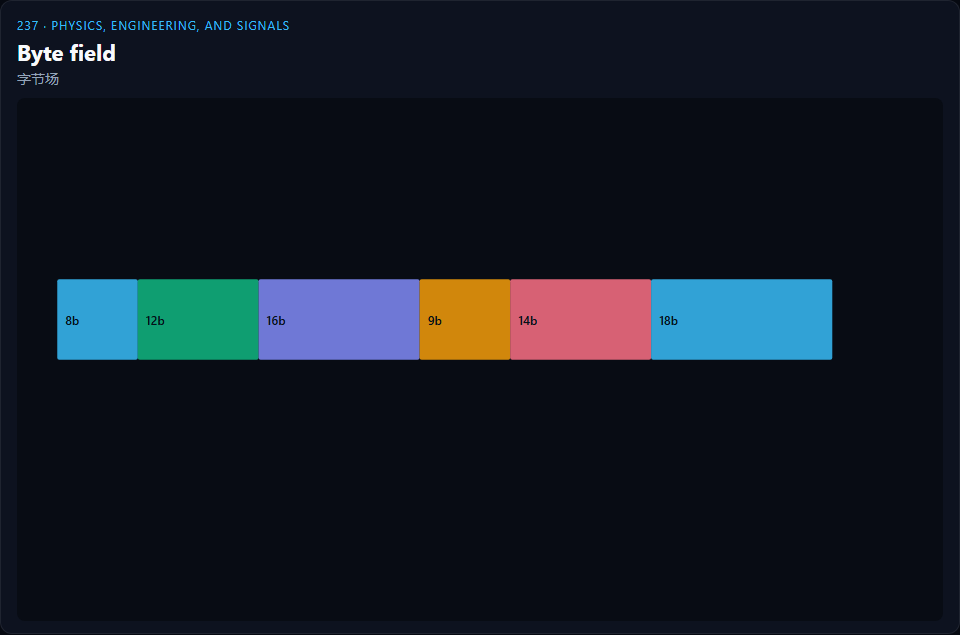 237 · PHYSICS, ENGINEERING, AND SIGNALS
Byte field
字节场
8b 12b 16b 9b 14b 18b